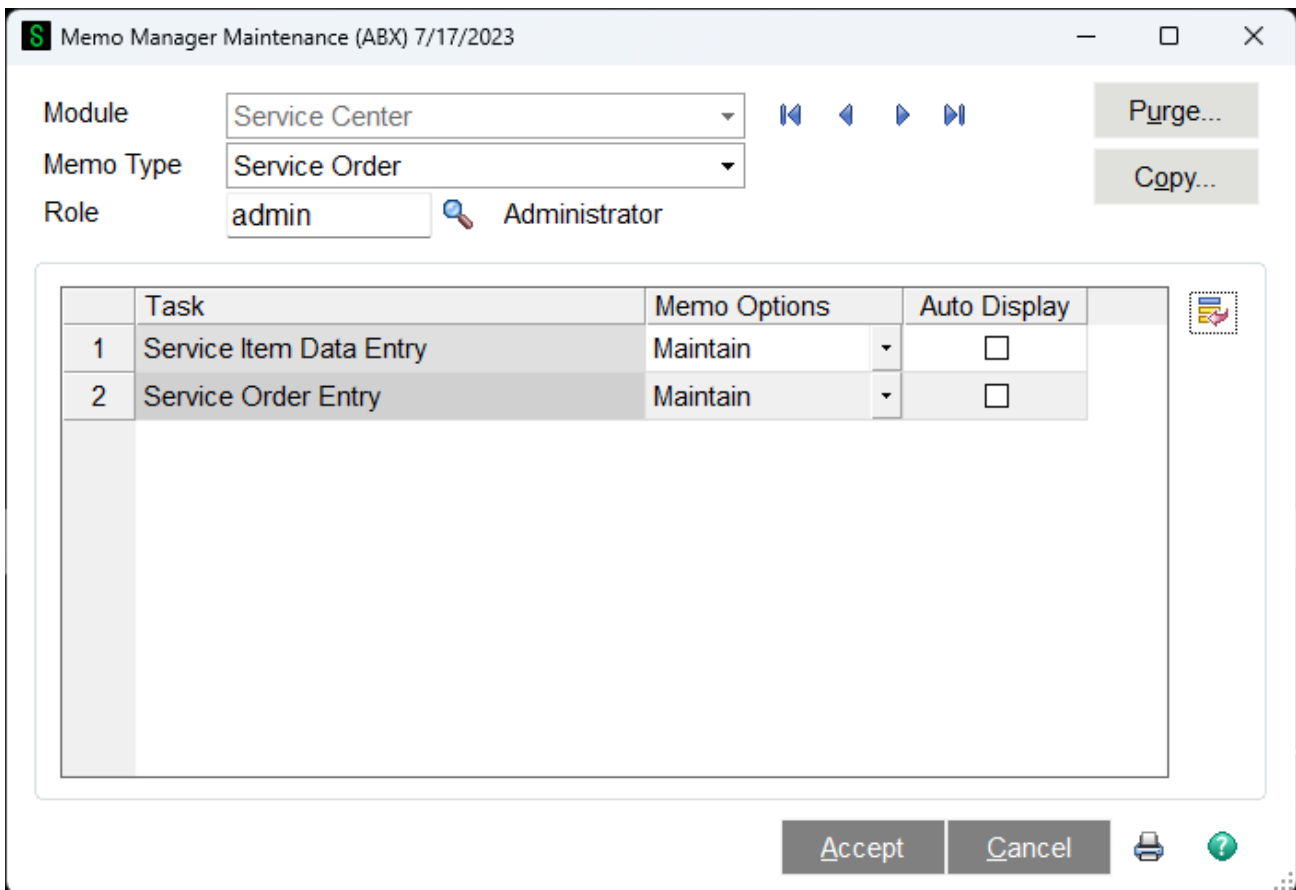 S Memo Manager Maintenance (ABX) 7/17/2023
Module Service Center Purge...
Memo Type Service Order Copy...
Role admin Administrator
Task Memo Options Auto Display
1 Service Item Data Entry Maintain
2 Service Order Entry Maintain
Accept Cancel ?